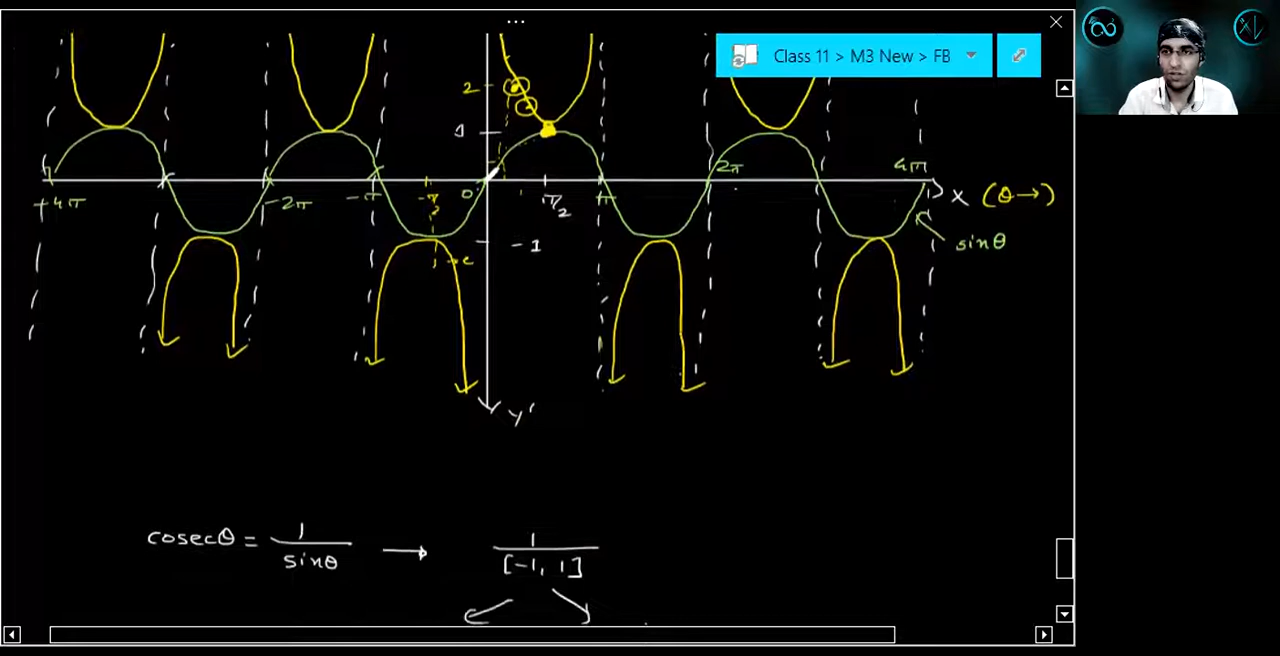 Class 11 > M3 New > FB
2
1
2π
4π
+4π
-2π
-π
-π/2
0
π/2
π
X (θ→)
-1
sinθ
Y'
cosecθ = 1/sinθ → 1/[-1, 1]